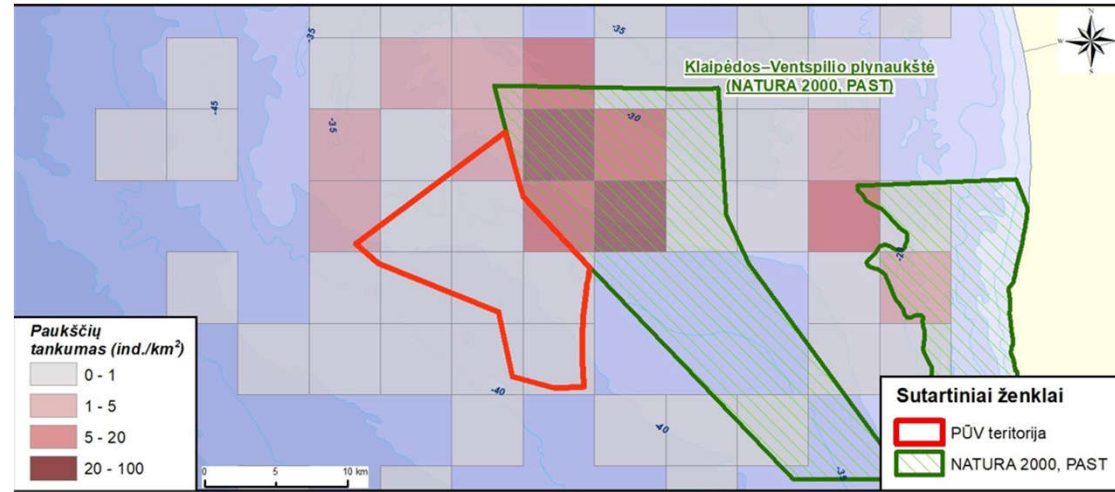 -35
-35
-45
-35
Klaipėdos–Ventspilio plynaukštė
(NATURA 2000, PAST)
-30
-20
-40
-40
-35
N
Paukščių
tankumas (ind./km²)
0 - 1
1 - 5
5 - 20
20 - 100
0 5 10 km
Sutartiniai ženklai
PŪV teritorija
NATURA 2000, PAST